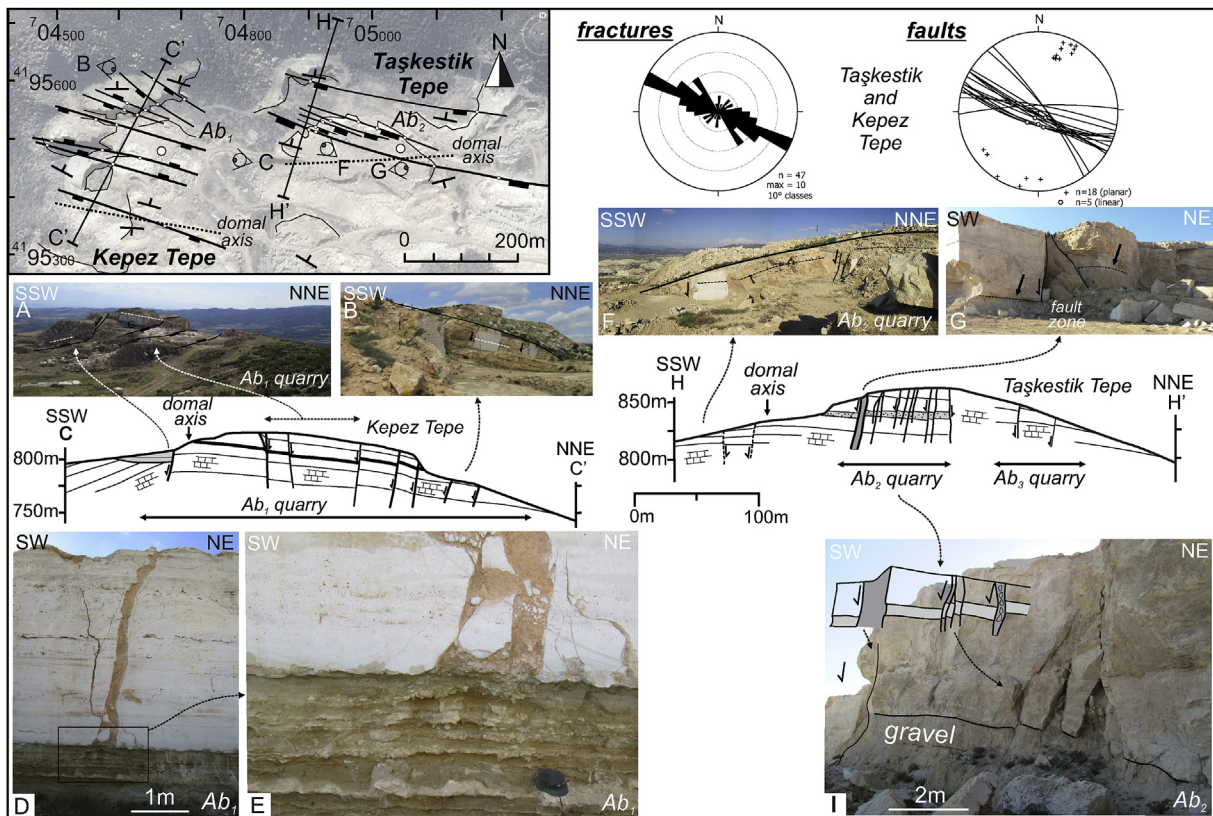 ⁷04500
⁷04800
⁷05000
⁴¹95600
⁴¹95300
B
C'
H
N
Taşkestik
Tepe
Ab₁
Ab₂
domal
axis
C
F
G
H'
domal
axis
C'
Kepez Tepe
0
200m
fractures
N
n = 47
max = 10
10° classes
Taşkestik
and
Kepez
Tepe
faults
N
n=18 (planar)
n=5 (linear)
SSW
NNE
A
Ab₁ quarry
SSW
NNE
B
SSW
NNE
F
Ab₂ quarry
SW
NE
G
fault
zone
SSW
C
domal
axis
Kepez Tepe
NNE
C'
800m
750m
Ab₁ quarry
SSW
H
domal
axis
Taşkestik Tepe
NNE
H'
850m
800m
Ab₂ quarry
Ab₃ quarry
0m
100m
SW
NE
D
1m
Ab₁
SW
NE
E
Ab₁
SW
NE
gravel
I
2m
Ab₂